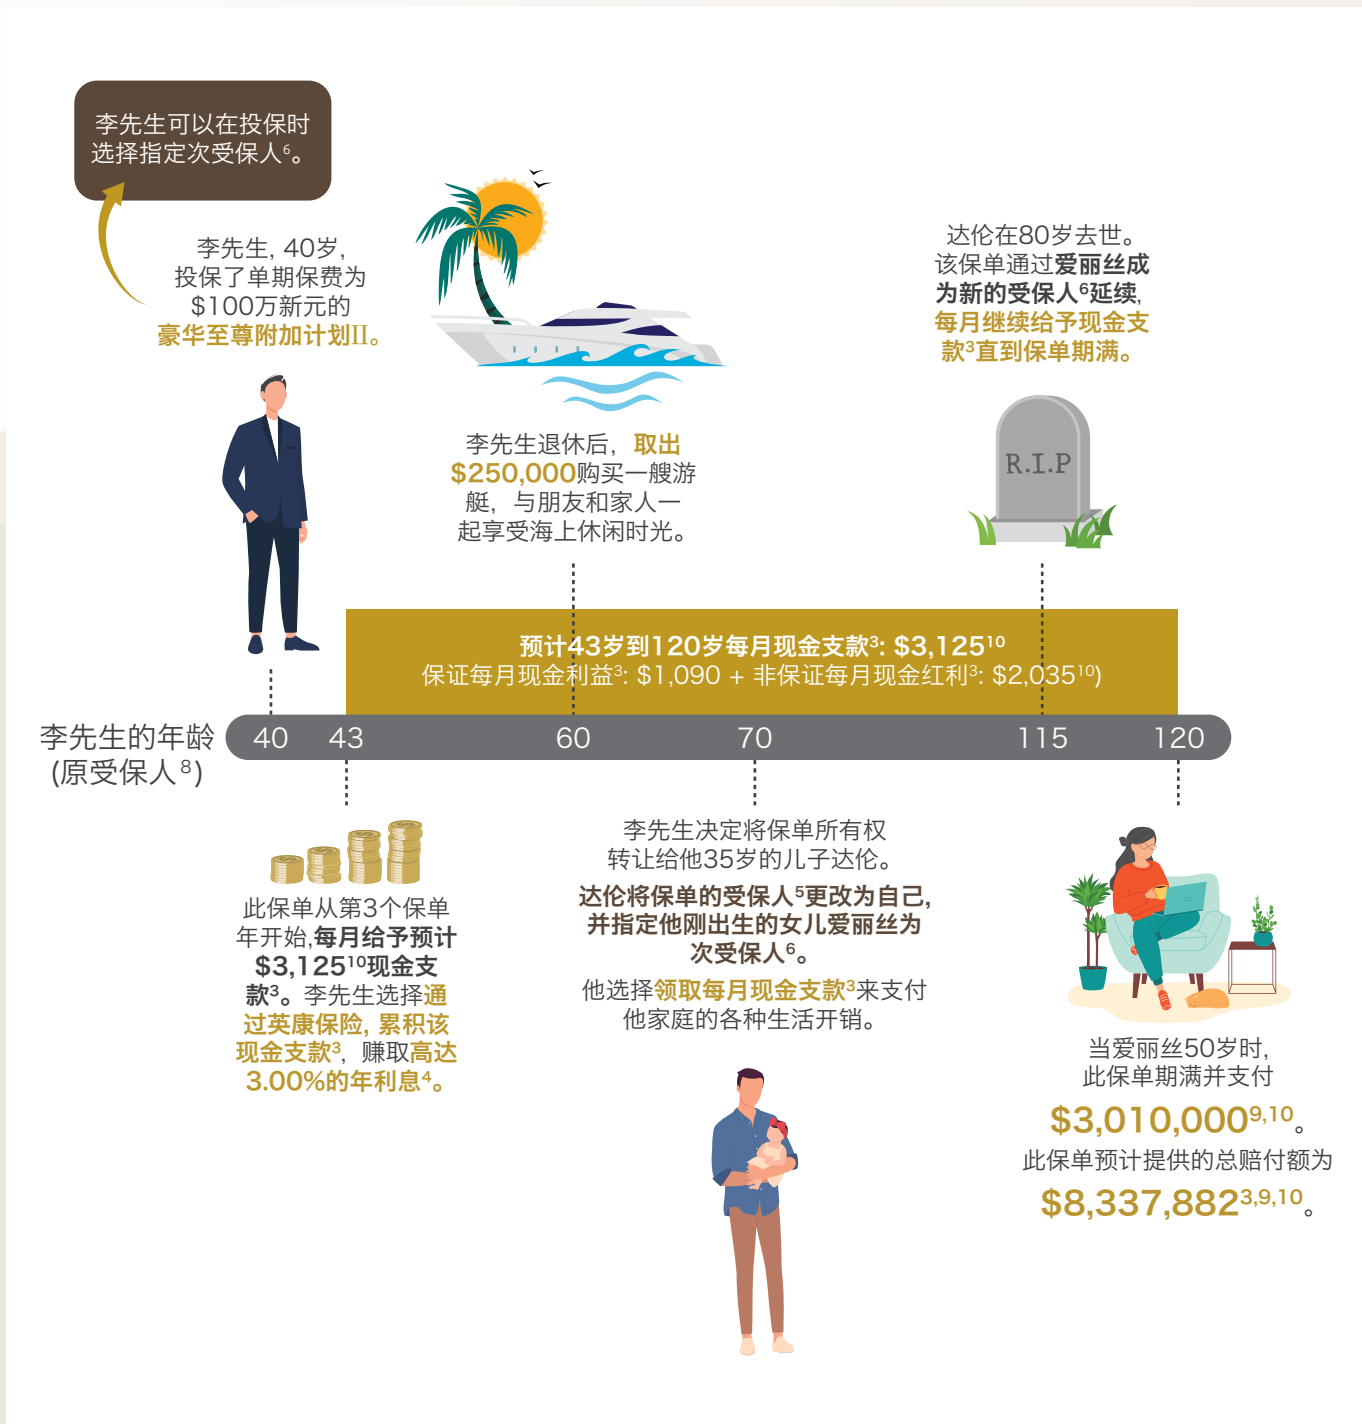 李先生可以在投保时
选择指定次受保人⁶。
李先生, 40岁,
投保了单期保费为
$100万新元的
豪华至尊附加计划II。
李先生退休后，取出
$250,000购买一艘游
艇，与朋友和家人一
起享受海上休闲时光。
达伦在80岁去世。
该保单通过爱丽丝成
为新的受保人⁶延续,
每月继续给予现金支
款³直到保单期满。
R.I.P
预计43岁到120岁每月现金支款³: $3,125¹⁰
保证每月现金利益³: $1,090 + 非保证每月现金红利³: $2,035¹⁰)
李先生的年龄
(原受保人⁸)
40 43 60 70 115 120
此保单从第3个保单
年开始,每月给予预计
$3,125¹⁰现金支
款³。李先生选择通
过英康保险, 累积该
现金支款³，赚取高达
3.00%的年利息⁴。
李先生决定将保单所有权
转让给他35岁的儿子达伦。
达伦将保单的受保人⁵更改为自己,
并指定他刚出生的女儿爱丽丝为
次受保人⁶。
他选择领取每月现金支款³来支付
他家庭的各种生活开销。
当爱丽丝50岁时,
此保单期满并支付
$3,010,000⁹,¹⁰。
此保单预计提供的总赔付额为
$8,337,882³,⁹,¹⁰。